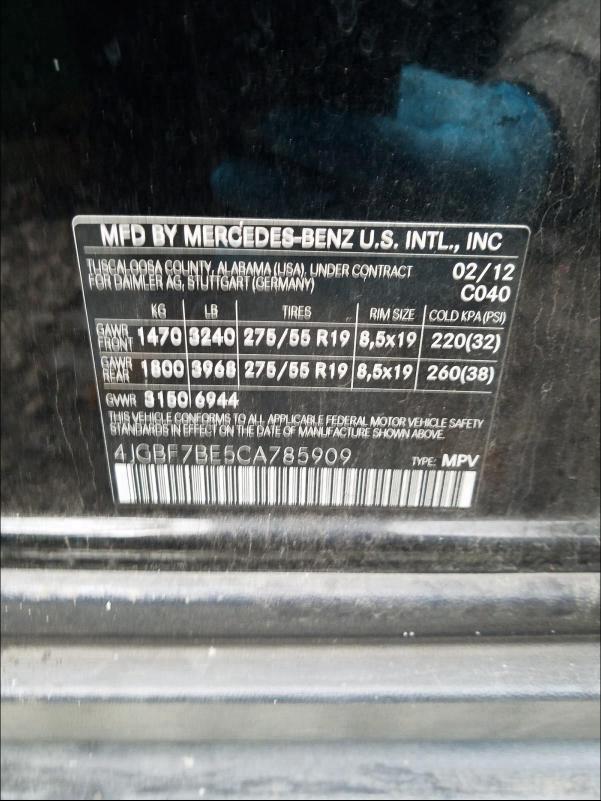 MFD BY MERCEDES-BENZ U.S. INTL., INC
TUSCALOOSA COUNTY, ALABAMA (USA), UNDER CONTRACT 02/12
FOR DAIMLER AG, STUTTGART (GERMANY) C040
KG LB TIRES RIM SIZE COLD KPA (PSI)
GAWR FRONT 1470 3240 275/55 R19 8,5x19 220(32)
GAWR REAR 1800 3968 275/55 R19 8,5x19 260(38)
GVWR 3150 6944
THIS VEHICLE CONFORMS TO ALL APPLICABLE FEDERAL MOTOR VEHICLE SAFETY
STANDARDS IN EFFECT ON THE DATE OF MANUFACTURE SHOWN ABOVE.
4JGBF7BE5CA785909 TYPE: MPV